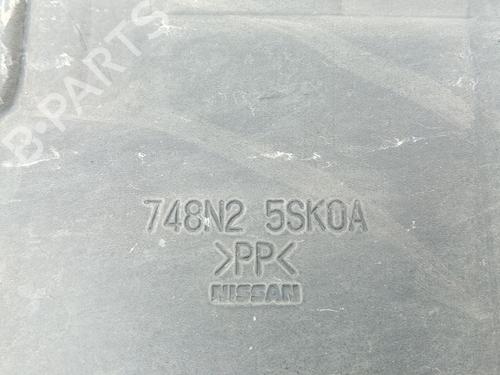 B-PARTS
748N2 5SK0A
>PP<
NISSAN